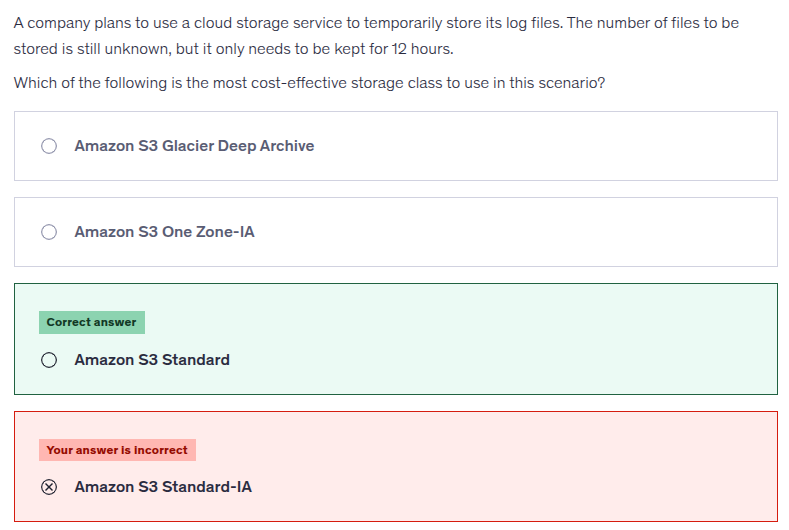 A company plans to use a cloud storage service to temporarily store its log files. The number of files to be
stored is still unknown, but it only needs to be kept for 12 hours.
Which of the following is the most cost-effective storage class to use in this scenario?
Amazon S3 Glacier Deep Archive
Amazon S3 One Zone-IA
Correct answer
Amazon S3 Standard
Your answer is incorrect
Amazon S3 Standard-IA